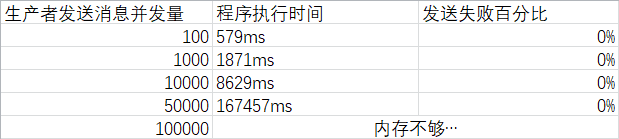 生产者发送消息并发量 程序执行时间 发送失败百分比
100 579ms 0%
1000 1871ms 0%
10000 8629ms 0%
50000 167457ms 0%
100000 内存不够…